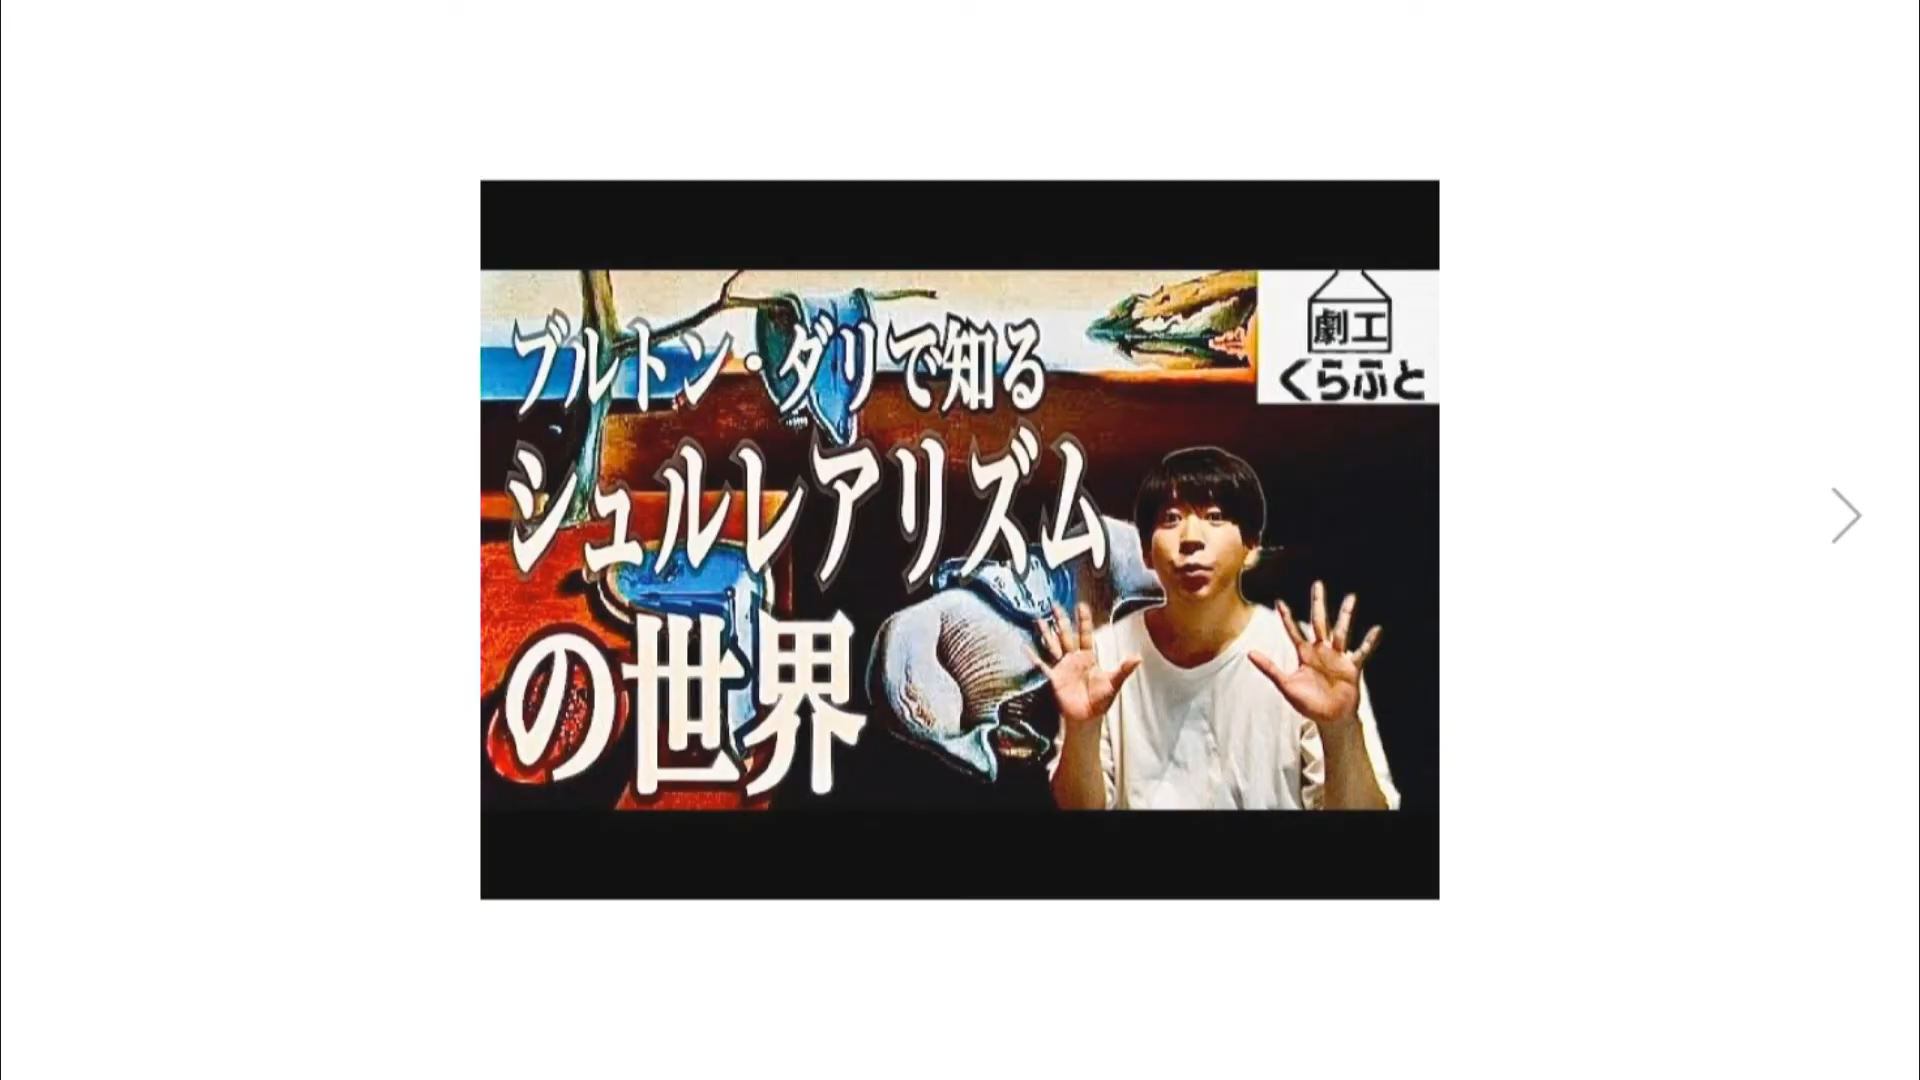 ブルトン・ダリで知る
シュルレアリズム
の世界
劇工
くらふと